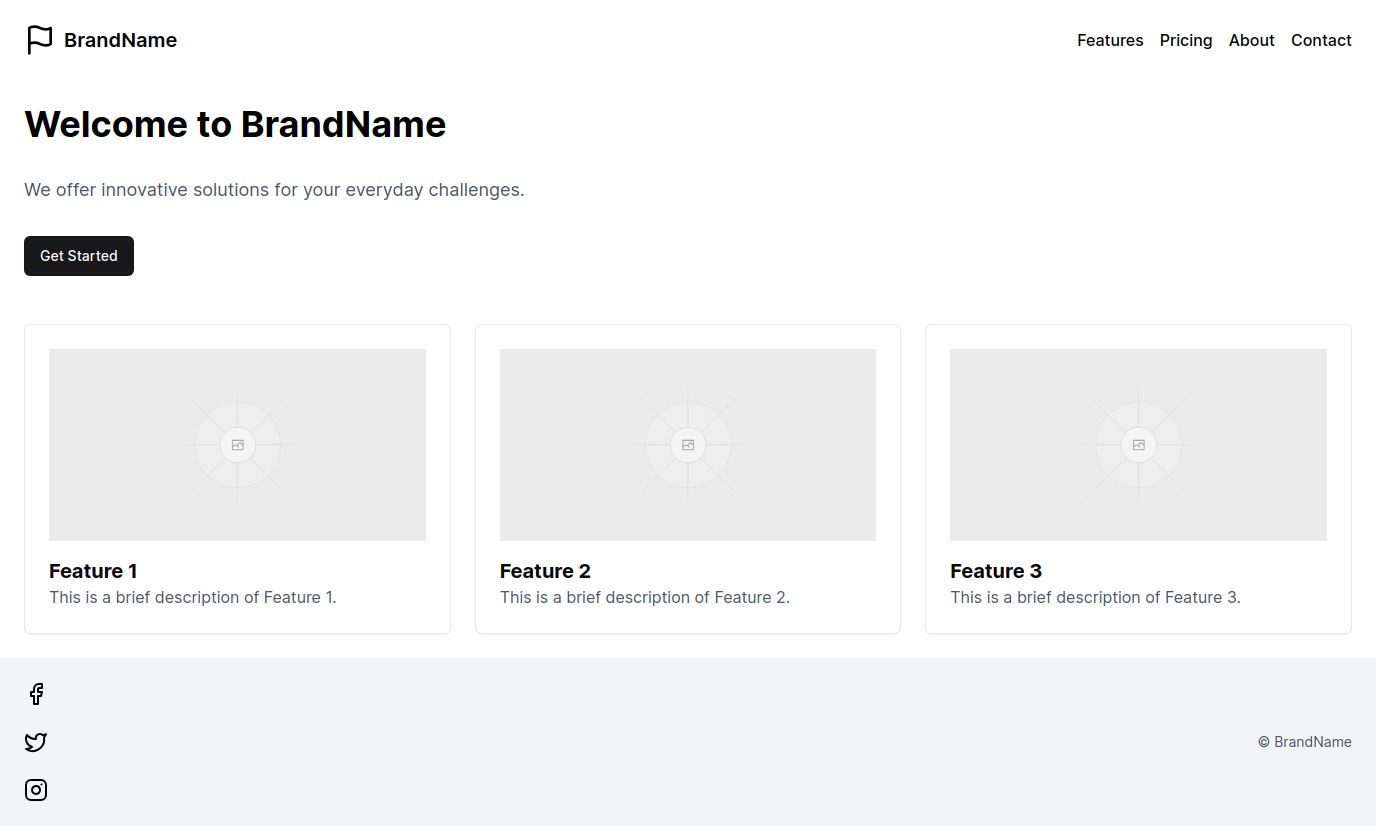 BrandName
Features Pricing About Contact
Welcome to BrandName
We offer innovative solutions for your everyday challenges.
Get Started
Feature 1
This is a brief description of Feature 1.
Feature 2
This is a brief description of Feature 2.
Feature 3
This is a brief description of Feature 3.
© BrandName